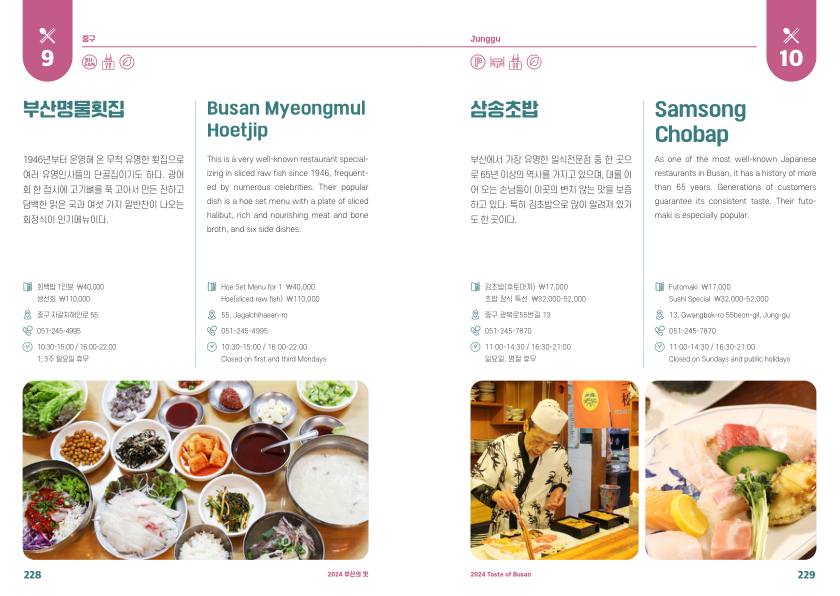 9
중구
BU-
SAN
부산명물횟집
1946년부터 운영해 온 무척 유명한 횟집으로
여러 유명인사들의 단골집이기도 하다. 광어
회 한 접시에 고기뼈를 푹 고아서 만든 진하고
담백한 맑은 국과 여섯 가지 밑반찬이 나오는
회정식이 인기메뉴이다.
회백밥 1인분 ₩40,000
생선회 ₩110,000
중구 자갈치해안로 55
051-245-4995
10:30-15:00 / 16:00-22:00
1, 3주 월요일 휴무
Busan Myeongmul
Hoetjip
This is a very well-known restaurant special-
izing in sliced raw fish since 1946, frequent-
ed by numerous celebrities. Their popular
dish is a hoe set menu with a plate of sliced
halibut, rich and nourishing meat and bone
broth, and six side dishes.
Hoe Set Menu for 1 ₩40,000
Hoe(sliced raw fish) ₩110,000
55, Jagalchihaean-ro
051-245-4995
10:30-15:00 / 16:00-22:00
Closed on first and third Mondays
228
2024 부산의 맛
Junggu
10
P
삼송초밥
부산에서 가장 유명한 일식전문점 중 한 곳으
로 65년 이상의 역사를 가지고 있으며, 대를 이
어 오는 손님들이 이곳의 변치 않는 맛을 보증
하고 있다. 특히 김초밥으로 많이 알려져 있기
도 한 곳이다.
김초밥(후토마끼) ₩17,000
초밥 정식 특선 ₩32,000-52,000
중구 광복로55번길 13
051-245-7870
11:00-14:30 / 16:30-21:00
일요일, 명절 휴무
Samsong
Chobap
As one of the most well-known Japanese
restaurants in Busan, it has a history of more
than 65 years. Generations of customers
guarantee its consistent taste. Their futo-
maki is especially popular.
Futomaki ₩17,000
Sushi Special ₩32,000-52,000
13, Gwangbok-ro 55beon-gil, Jung-gu
051-245-7870
11:00-14:30 / 16:30-21:00
Closed on Sundays and public holidays
松
2024 Taste of Busan
229